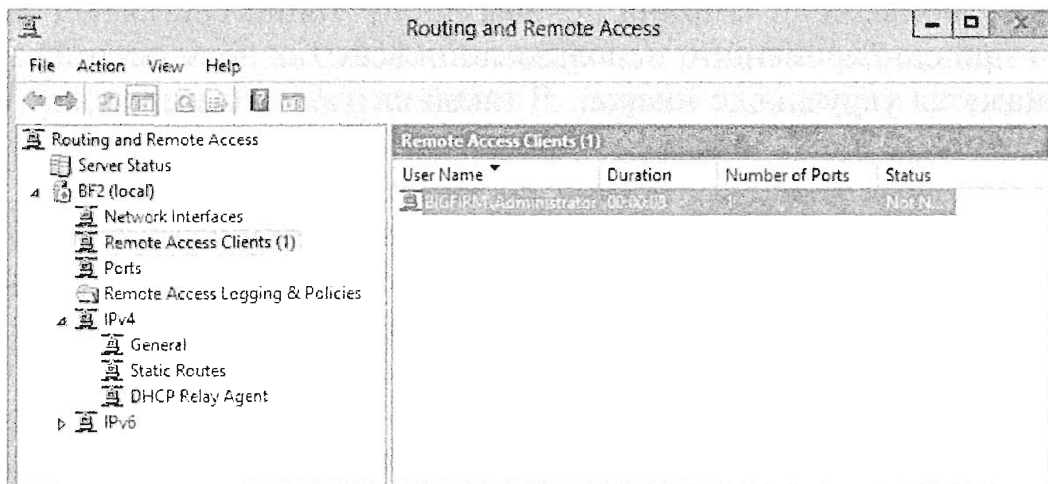 Routing and Remote Access
File Action View Help
Routing and Remote Access
Server Status
BF2 (local)
Network Interfaces
Remote Access Clients (1)
Ports
Remote Access Logging & Policies
IPv4
General
Static Routes
DHCP Relay Agent
IPv6
Remote Access Clients (1)
User Name Duration Number of Ports Status
BIGFIRM\Administrator 00:00:03 1 Not N...